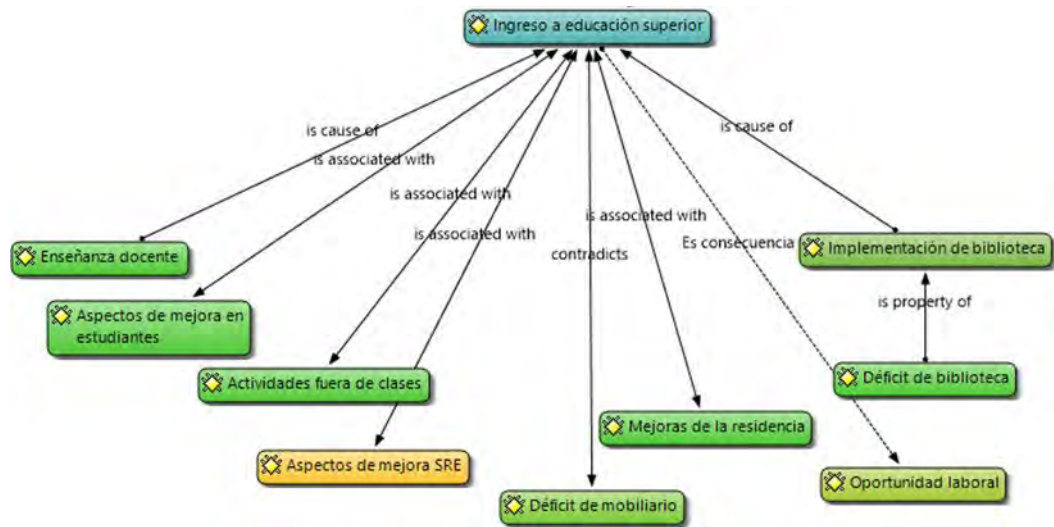 Ingreso a educación superior
is cause of
is cause of
is associated with
is associated with
is associated with
is associated with
Es consecuencia
contradicts
Enseñanza docente
Implementación de biblioteca
is property of
Aspectos de mejora en
estudiantes
Actividades fuera de clases
Déficit de biblioteca
Mejoras de la residencia
Aspectos de mejora SRE
Oportunidad laboral
Déficit de mobiliario